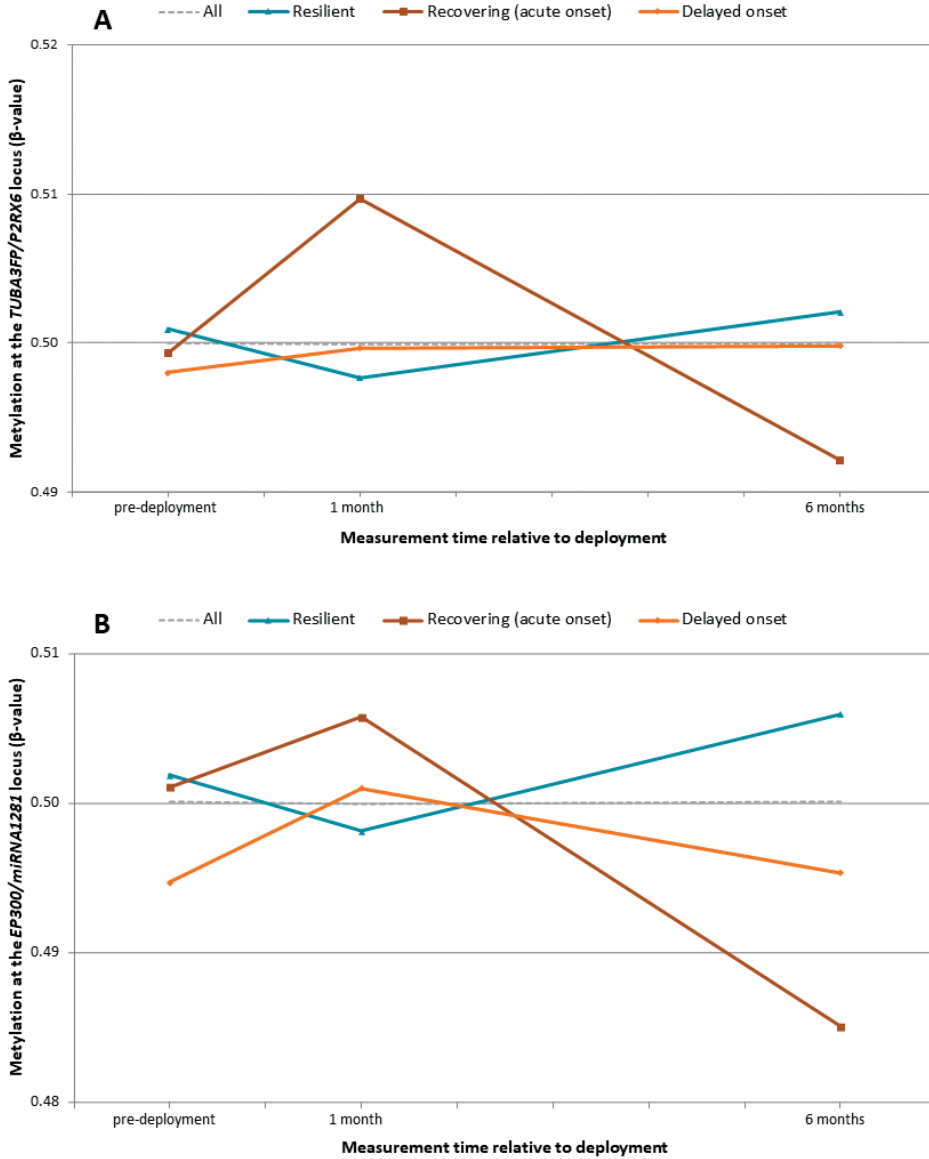 A
All Resilient Recovering (acute onset) Delayed onset
0.52
0.51
0.50
0.49
Metylation at the TUBA3FP/P2RX6 locus (β-value)
pre-deployment 1 month 6 months
Measurement time relative to deployment
B
All Resilient Recovering (acute onset) Delayed onset
0.51
0.50
0.49
0.48
Metylation at the EP300/miRNA1281 locus (β-value)
pre-deployment 1 month 6 months
Measurement time relative to deployment